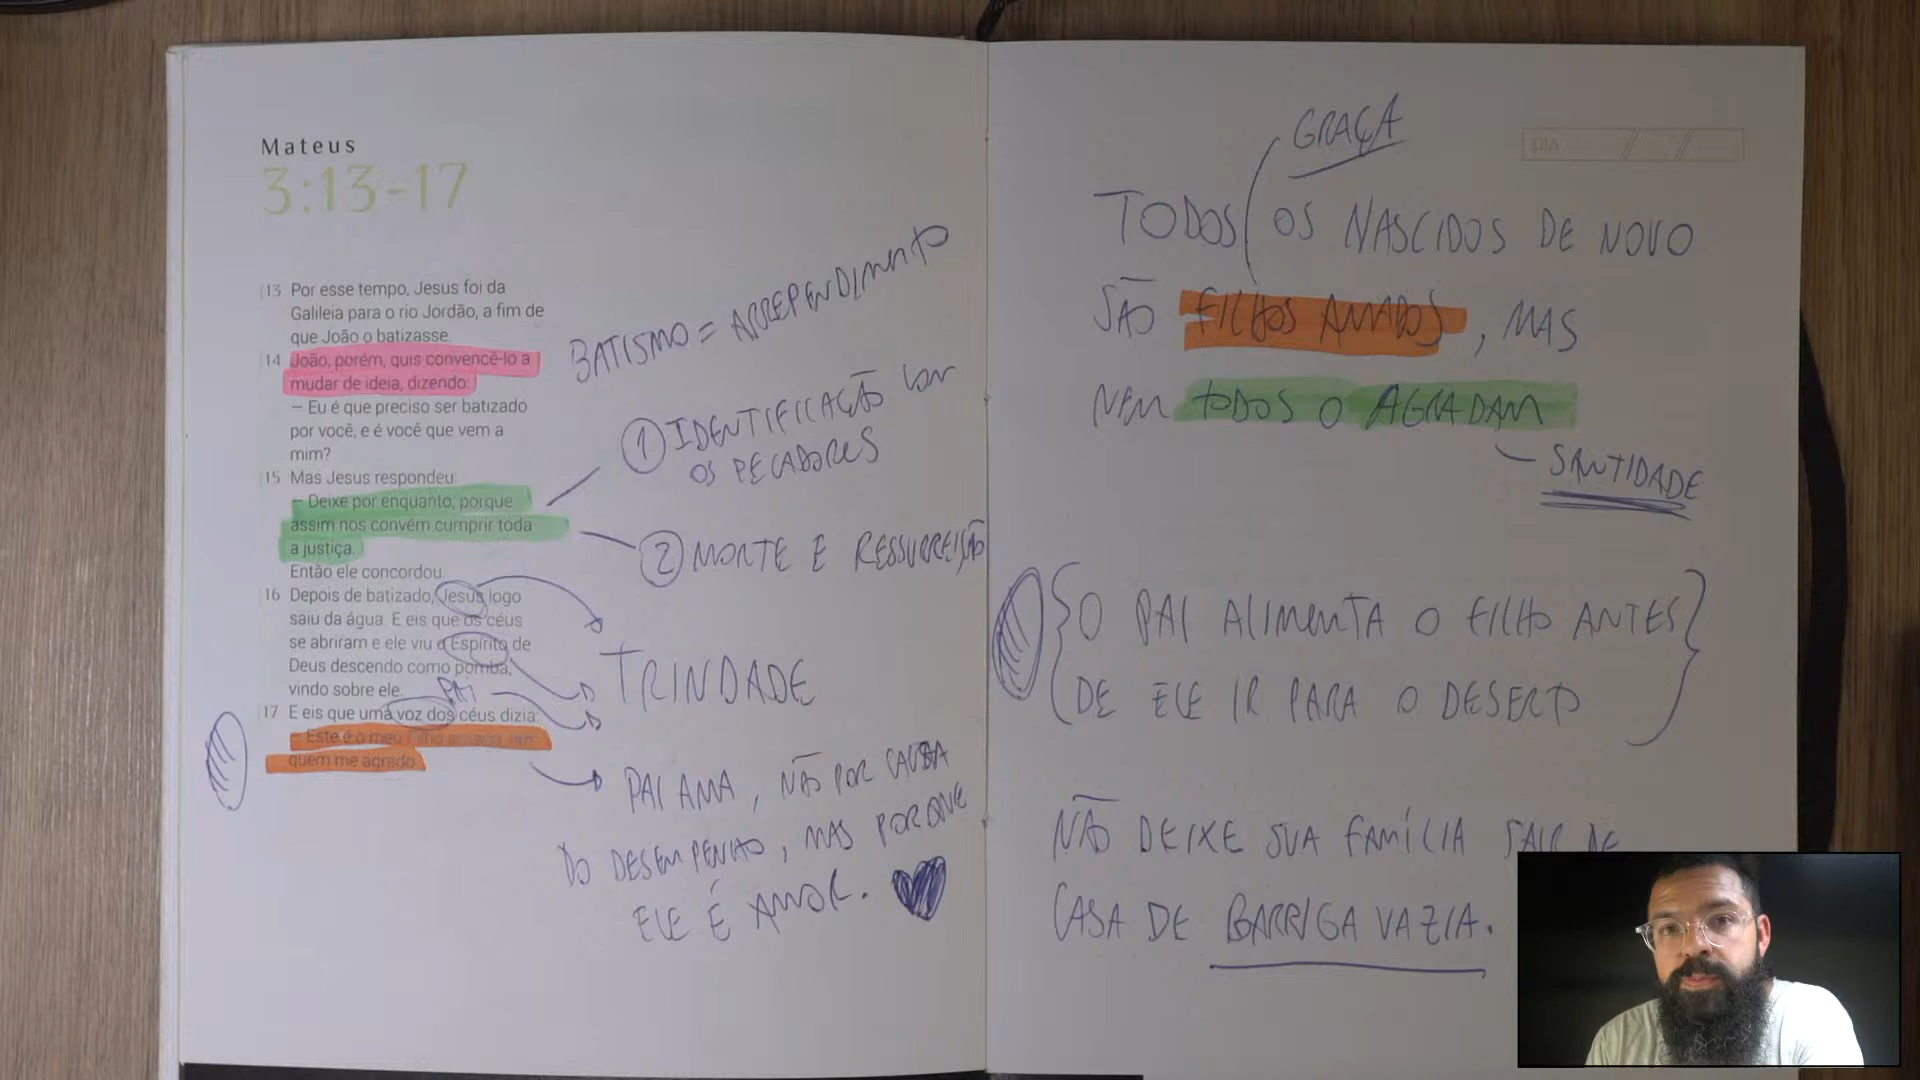 Mateus
3:13-17
13 Por esse tempo, Jesus foi da
Galileia para o rio Jordão, a fim de
que João o batizasse.
14 João, porém, quis convencê-lo a
mudar de ideia, dizendo:
– Eu é que preciso ser batizado
por você, e é você que vem a
mim?
15 Mas Jesus respondeu:
– Deixe por enquanto, porque
assim nos convém cumprir toda
a justiça.
Então ele concordou.
16 Depois de batizado, Jesus logo
saiu da água. E eis que os céus
se abriram e ele viu o Espírito de
Deus descendo como pomba,
vindo sobre ele.
PAI
17 E eis que uma voz dos céus dizia:
– Este é o meu Filho amado, em
quem me agrado.
BATISMO = ARREPENDIMENTO
1 IDENTIFICAÇÃO COM
OS PECADORES
2 MORTE E RESSURREIÇÃO
TRINDADE
PAI AMA, NÃO POR CAUSA
DO DESEMPENHO, MAS PORQUE
ELE É AMOR.
GRAÇA
DIA
TODOS OS NASCIDOS DE NOVO
SÃO FILHOS AMADOS, MAS
NEM TODOS O AGRADAM
SANTIDADE
{O PAI ALIMENTA O FILHO ANTES
DE ELE IR PARA O DESERTO}
NÃO DEIXE SUA FAMÍLIA SAIR DE
CASA DE BARRIGA VAZIA.